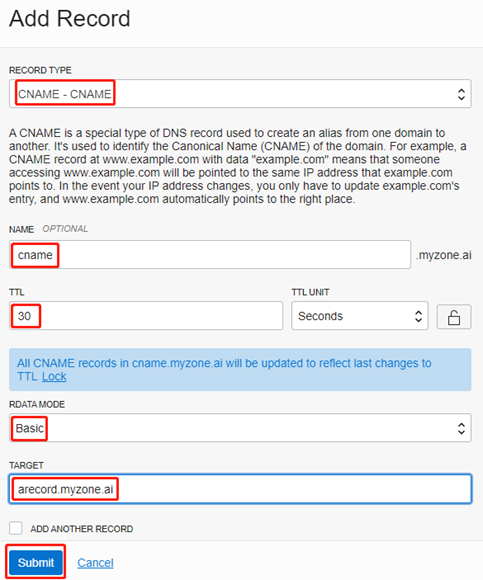 Add Record
RECORD TYPE
CNAME - CNAME
A CNAME is a special type of DNS record used to create an alias from one domain to
another. It's used to identify the Canonical Name (CNAME) of the domain. For example, a
CNAME record at www.example.com with data "example.com" means that someone
accessing www.example.com will be pointed to the same IP address that example.com
points to. In the event your IP address changes, you only have to update example.com's
entry, and www.example.com automatically points to the right place.
NAME OPTIONAL
cname .myzone.ai
TTL TTL UNIT
30 Seconds
All CNAME records in cname.myzone.ai will be updated to reflect last changes to
TTL Lock
RDATA MODE
Basic
TARGET
arecord.myzone.ai
ADD ANOTHER RECORD
Submit Cancel